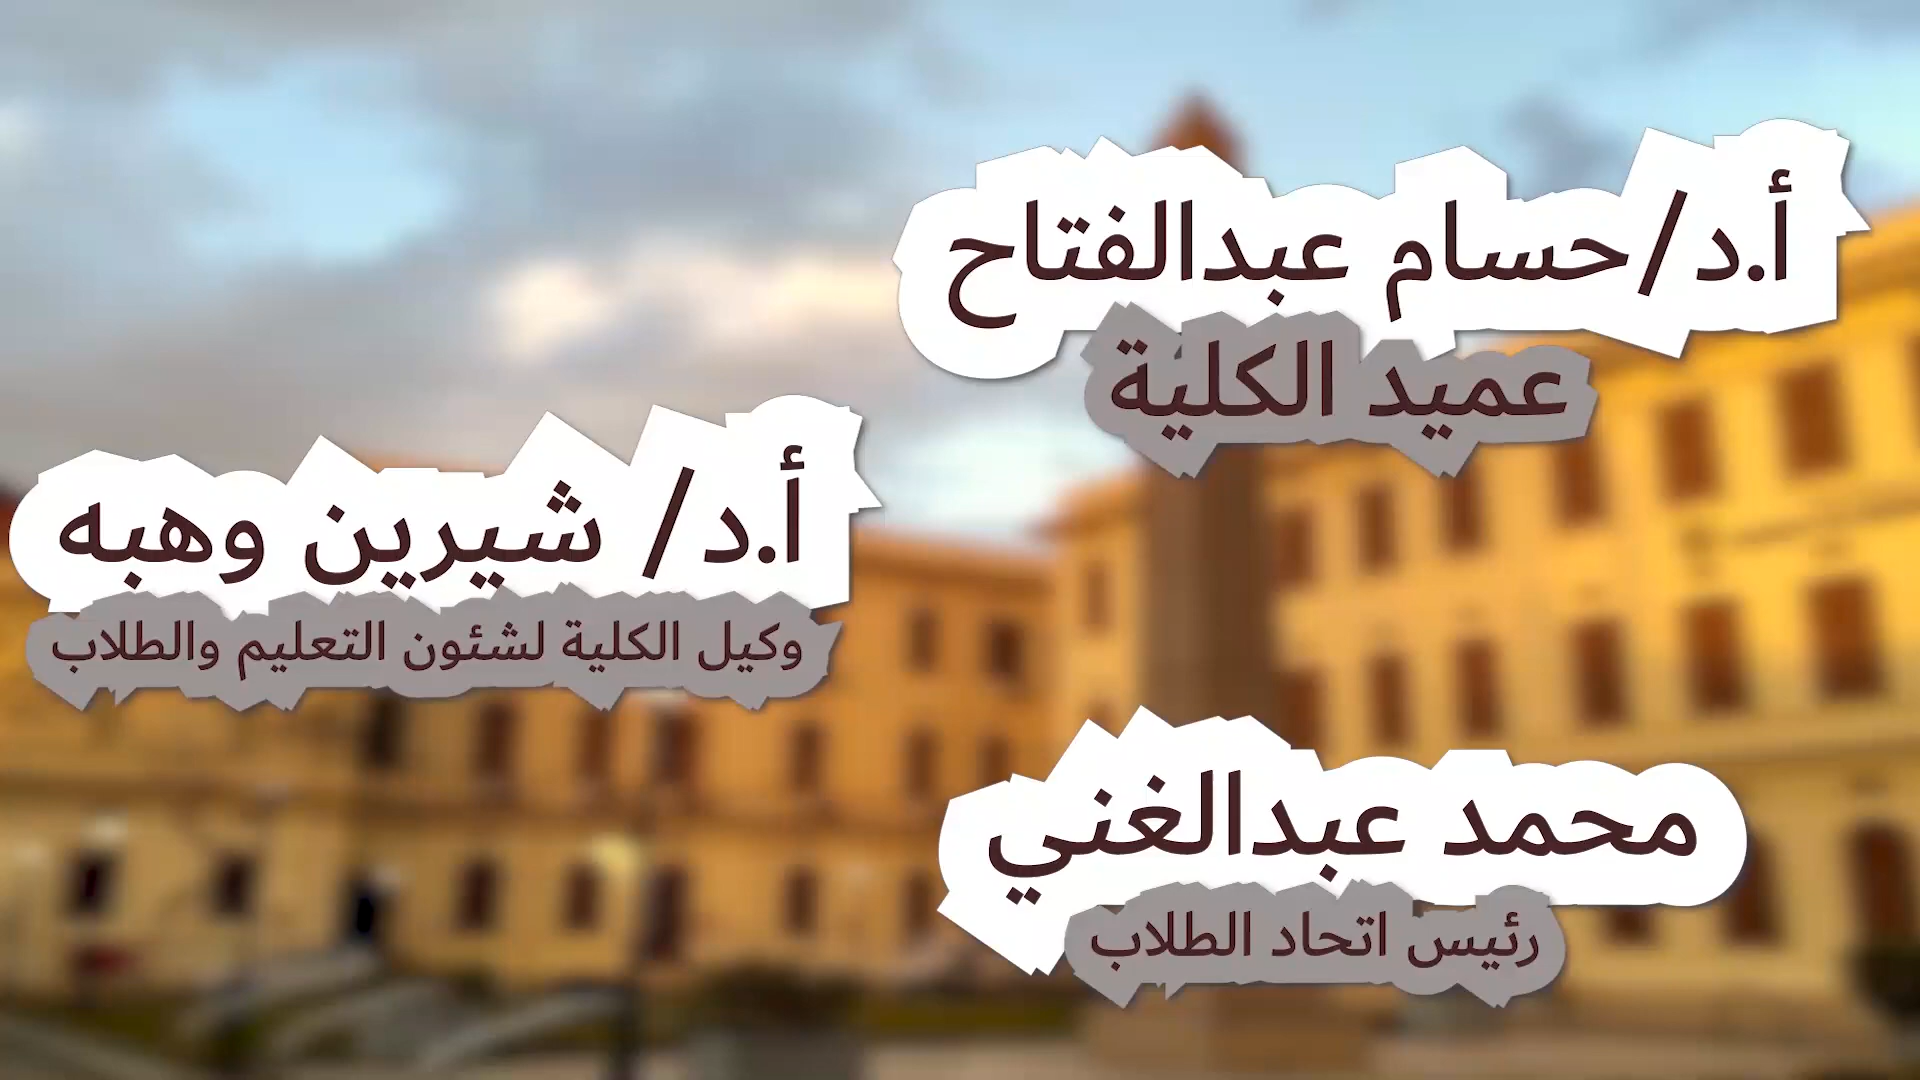 أ.د/حسام عبدالفتاح
عميد الكلية
أ.د/ شيرين وهبه
وكيل الكلية لشئون التعليم والطلاب
محمد عبدالغني
رئيس اتحاد الطلاب